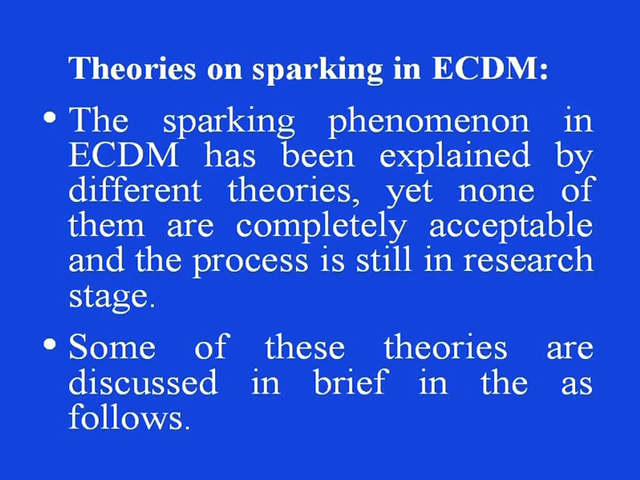 Theories on sparking in ECDM:
• The sparking phenomenon in
ECDM has been explained by
different theories, yet none of
them are completely acceptable
and the process is still in research
stage.
• Some of these theories are
discussed in brief in the as
follows.